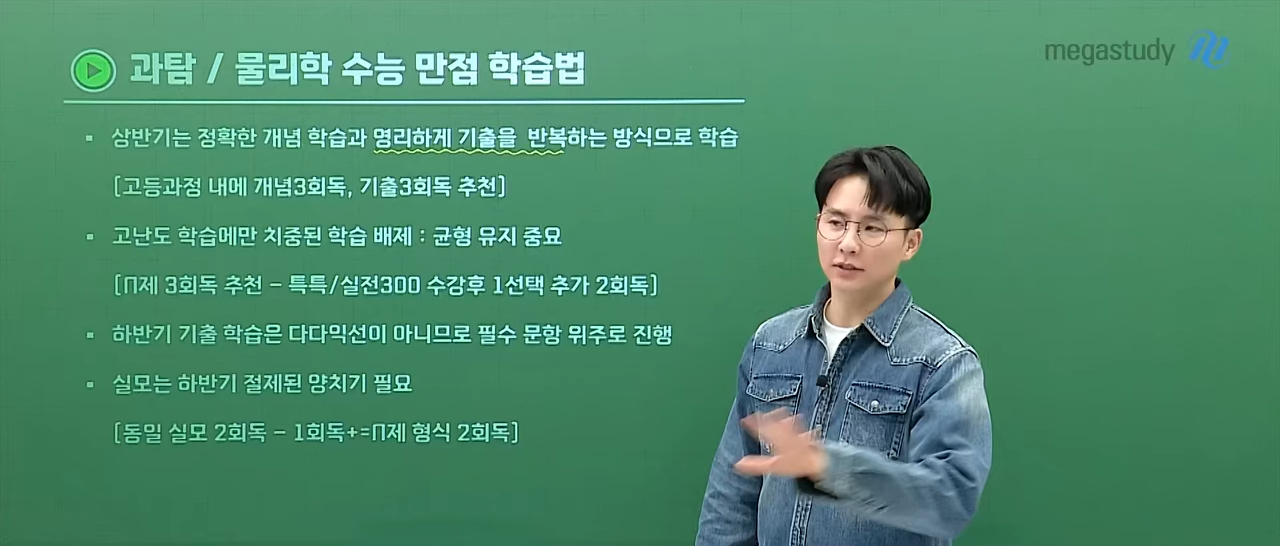 과탐 / 물리학 수능 만점 학습법
megastudy
상반기는 정확한 개념 학습과 영리하게 기출을 반복하는 방식으로 학습
[고등과정 내에 개념3회독, 기출3회독 추천]
고난도 학습에만 치중된 학습 배제 : 균형 유지 중요
[N제 3회독 추천 - 특특/실전300 수강후 1선택 추가 2회독]
하반기 기출 학습은 다다익선이 아니므로 필수 문항 위주로 진행
실모는 하반기 절제된 양치기 필요
[동일 실모 2회독 - 1회독+=N제 형식 2회독]